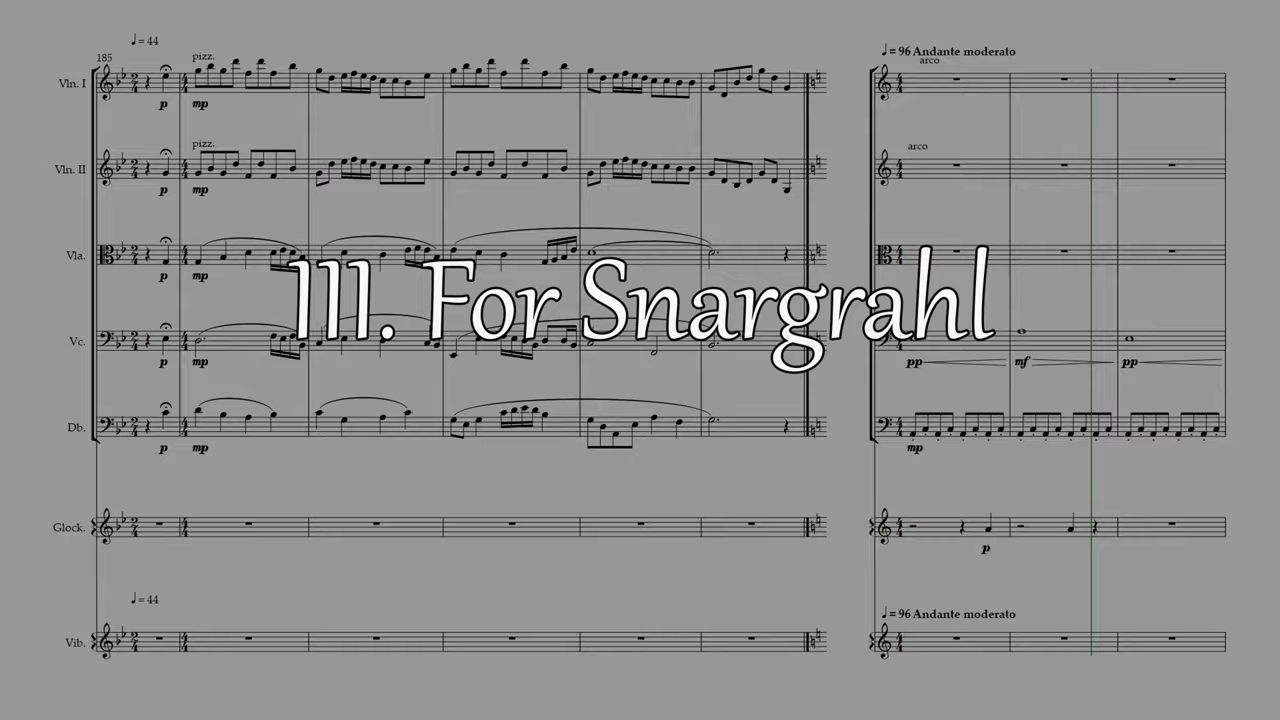 ♩= 44
♩= 96 Andante moderato
185
pizz.
arco
Vln. I
p
mp
pizz.
arco
Vln. II
p
mp
Vla.
p
mp
III. For Snargrahl
Vc.
p
mp
pp
mf
pp
Db.
p
mp
mp
Glock.
p
♩= 44
♩= 96 Andante moderato
Vib.